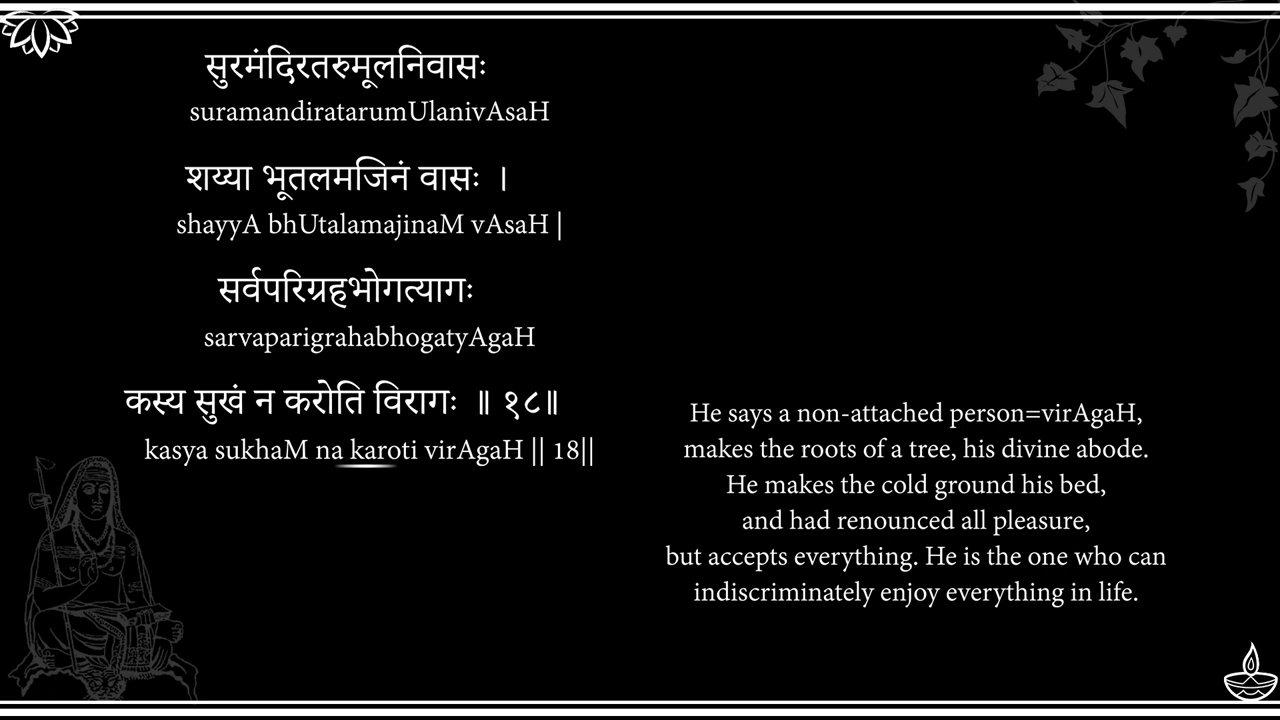 सुरमंदिरतरुमूलनिवासः
suramandiratarumUlanivAsaH
शय्या भूतलमजिनं वासः ।
shayyA bhUtalamajinaM vAsaH |
सर्वपरिग्रहभोगत्यागः
sarvaparigrahabhogatyAgaH
कस्य सुखं न करोति विरागः ॥ १८॥
kasya sukhaM na karoti virAgaH || 18||
He says a non-attached person=virAgaH,
makes the roots of a tree, his divine abode.
He makes the cold ground his bed,
and had renounced all pleasure,
but accepts everything. He is the one who can
indiscriminately enjoy everything in life.